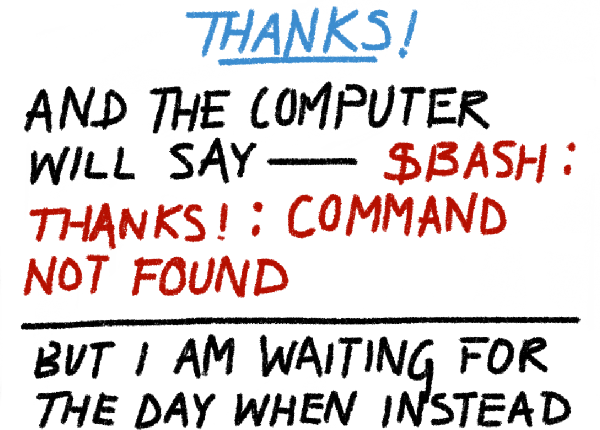 THANKS!
AND THE COMPUTER
WILL SAY — $BASH:
THANKS!: COMMAND
NOT FOUND
BUT I AM WAITING FOR
THE DAY WHEN INSTEAD